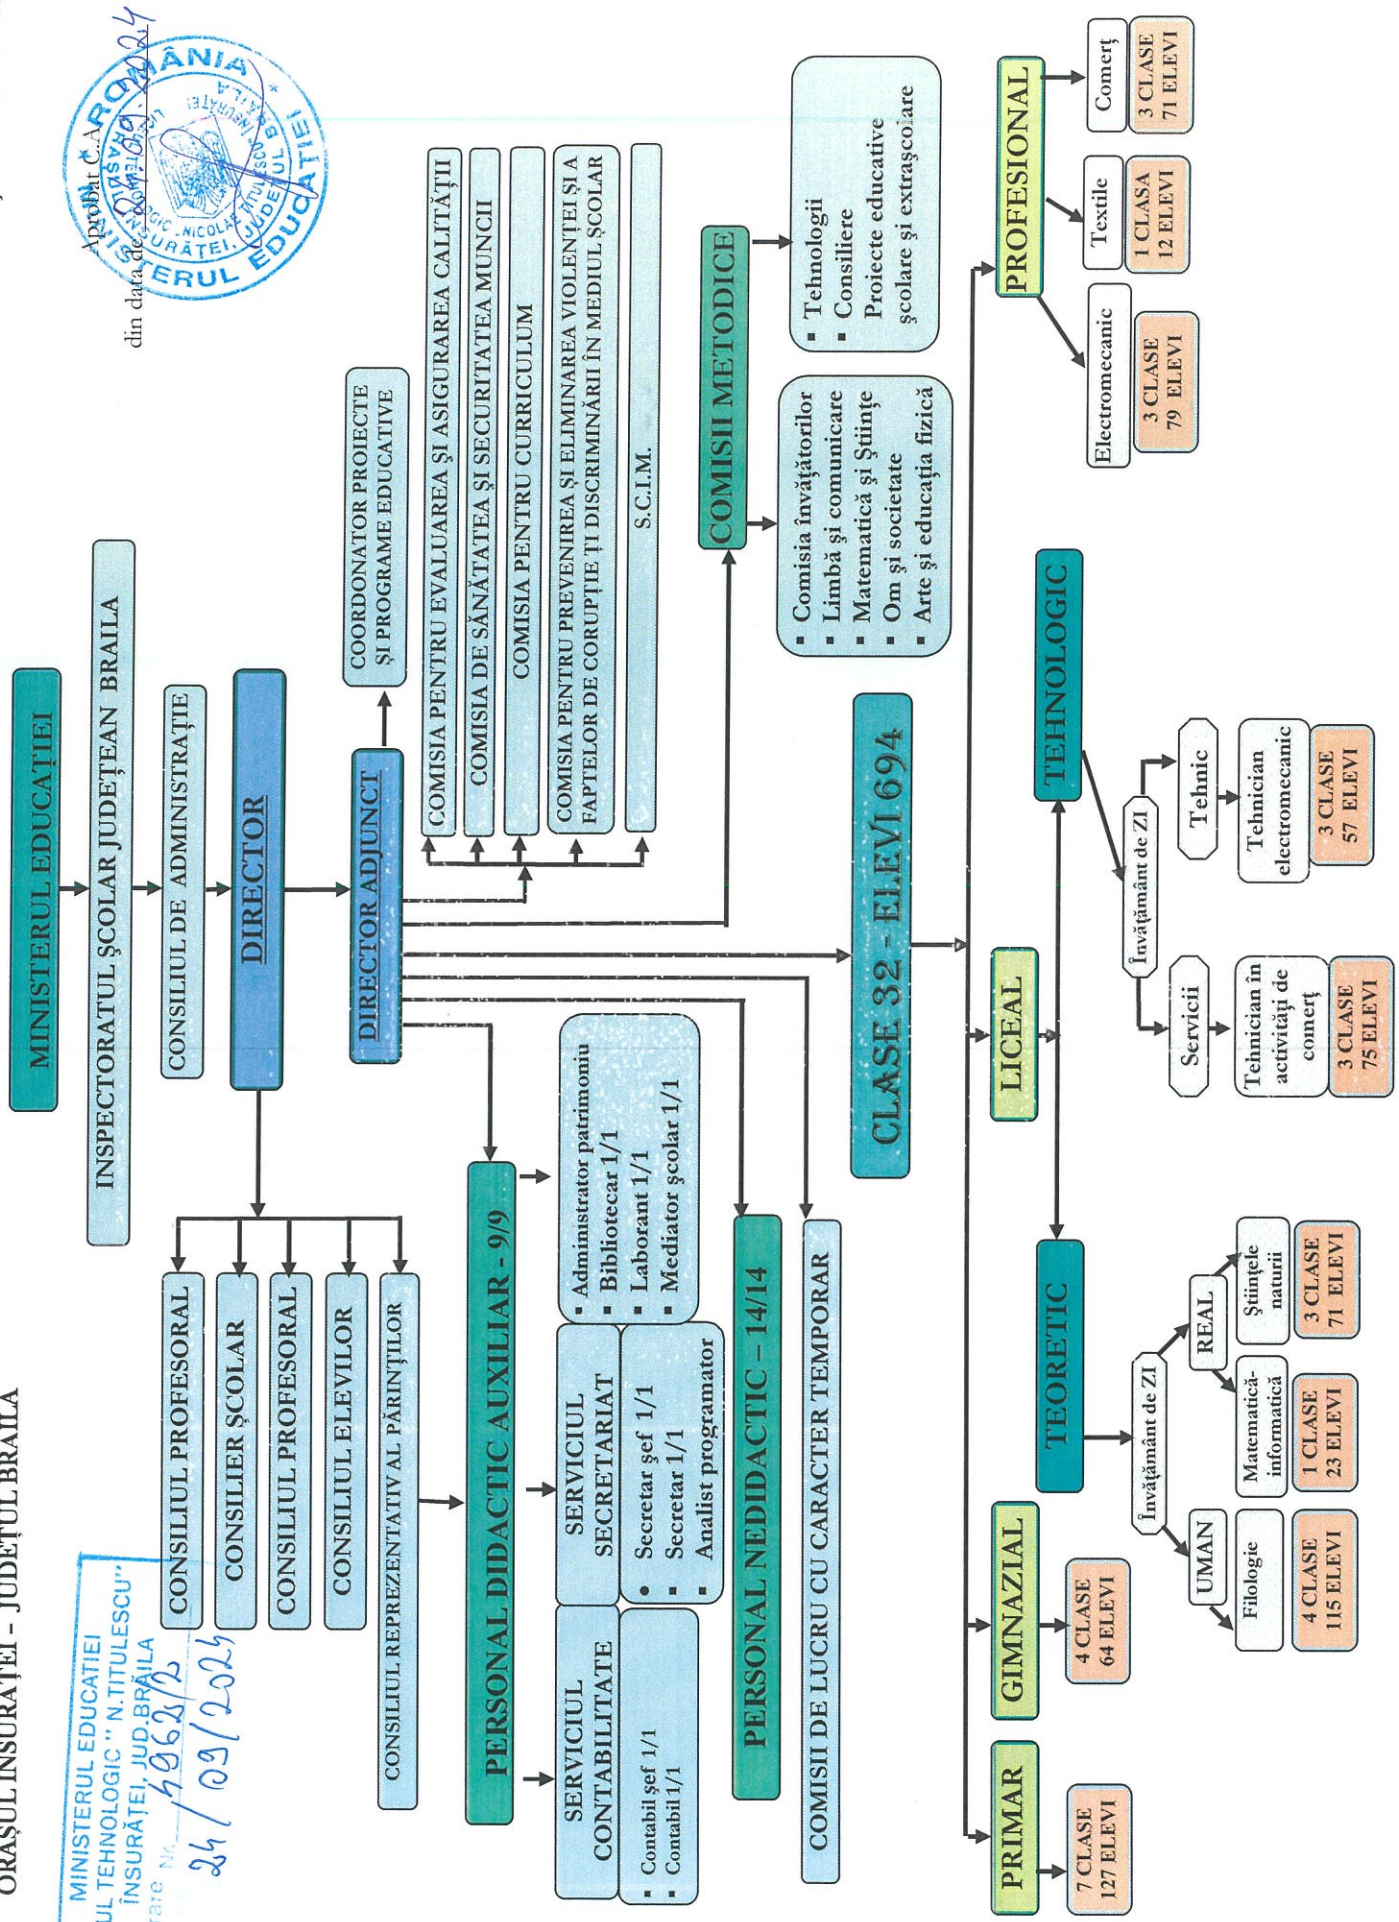 ORAȘUL ÎNSURĂȚEI – JUDEȚUL BRĂILA
MINISTERUL EDUCATIEI
UL TEHNOLOGIC "N.TITULESCU"
ÎNSURĂȚEI, JUD.BRĂILA
24/09/2024
Aprobat C.A.
din data de
ROMÂNIA
MINISTERUL EDUCAȚIEI
MINISTERUL EDUCAȚIEI
INSPECTORATUL ȘCOLAR JUDEȚEAN BRAILA
CONSILIUL DE ADMINISTRAȚIE
DIRECTOR
DIRECTOR ADJUNCT
COORDONATOR PROIECTE
ȘI PROGRAME EDUCATIVE
CONSILIUL PROFESORAL
CONSILIER ȘCOLAR
CONSILIUL PROFESORAL
CONSILIUL ELEVILOR
CONSILIUL REPREZENTATIV AL PĂRINȚILOR
COMISIA PENTRU EVALUAREA ȘI ASIGURAREA CALITĂȚII
COMISIA DE SĂNĂTATEA ȘI SECURITATEA MUNCII
COMISIA PENTRU CURRICULUM
COMISIA PENTRU PREVENIREA ȘI ELIMINAREA VIOLENȚEI ȘI A
FAPTELOR DE CORUPȚIE ȚI DISCRIMINĂRII ÎN MEDIUL ȘCOLAR
S.C.I.M.
PERSONAL DIDACTIC AUXILIAR - 9/9
SERVICIUL
CONTABILITATE
▪ Contabil șef 1/1
▪ Contabil 1/1
SERVICIUL
SECRETARIAT
• Secretar șef 1/1
▪ Secretar 1/1
▪ Analist programator
▪ Administrator patrimoniu
▪ Bibliotecar 1/1
▪ Laborant 1/1
▪ Mediator școlar 1/1
COMISII METODICE
▪ Comisia învățătorilor
▪ Limbă și comunicare
▪ Matematică și Științe
▪ Om și societate
▪ Arte și educația fizică
▪ Tehnologii
▪ Consiliere
Proiecte educative
școlare și extrașcolare
PERSONAL NEDIDACTIC – 14/14
COMISII DE LUCRU CU CARACTER TEMPORAR
CLASE 32 - ELEVI 694
PRIMAR
7 CLASE
127 ELEVI
GIMNAZIAL
4 CLASE
64 ELEVI
LICEAL
PROFESIONAL
Electromecanic
3 CLASE
79 ELEVI
Textile
1 CLASA
12 ELEVI
Comerț
3 CLASE
71 ELEVI
TEORETIC
Învățământ de ZI
UMAN
Filologie
4 CLASE
115 ELEVI
REAL
Matematică-
informatică
1 CLASE
23 ELEVI
Științele
naturii
3 CLASE
71 ELEVI
TEHNOLOGIC
Învățământ de ZI
Servicii
Tehnician în
activități de
comerț
3 CLASE
75 ELEVI
Tehnic
Tehnician
electromecanic
3 CLASE
57 ELEVI